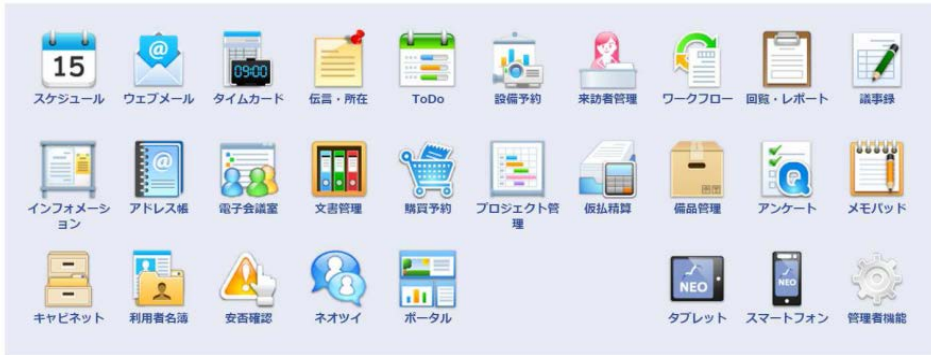 15
09:00
スケジュール
ウェブメール
タイムカード
伝言・所在
ToDo
設備予約
来訪者管理
ワークフロー
回覧・レポート
議事録
インフォメーシ
ョン
アドレス帳
電子会議室
文書管理
購買予約
プロジェクト管
理
仮払精算
備品管理
アンケート
メモパッド
NEO
NEO
キャビネット
利用者名簿
安否確認
ネオツイ
ポータル
タブレット
スマートフォン
管理者機能